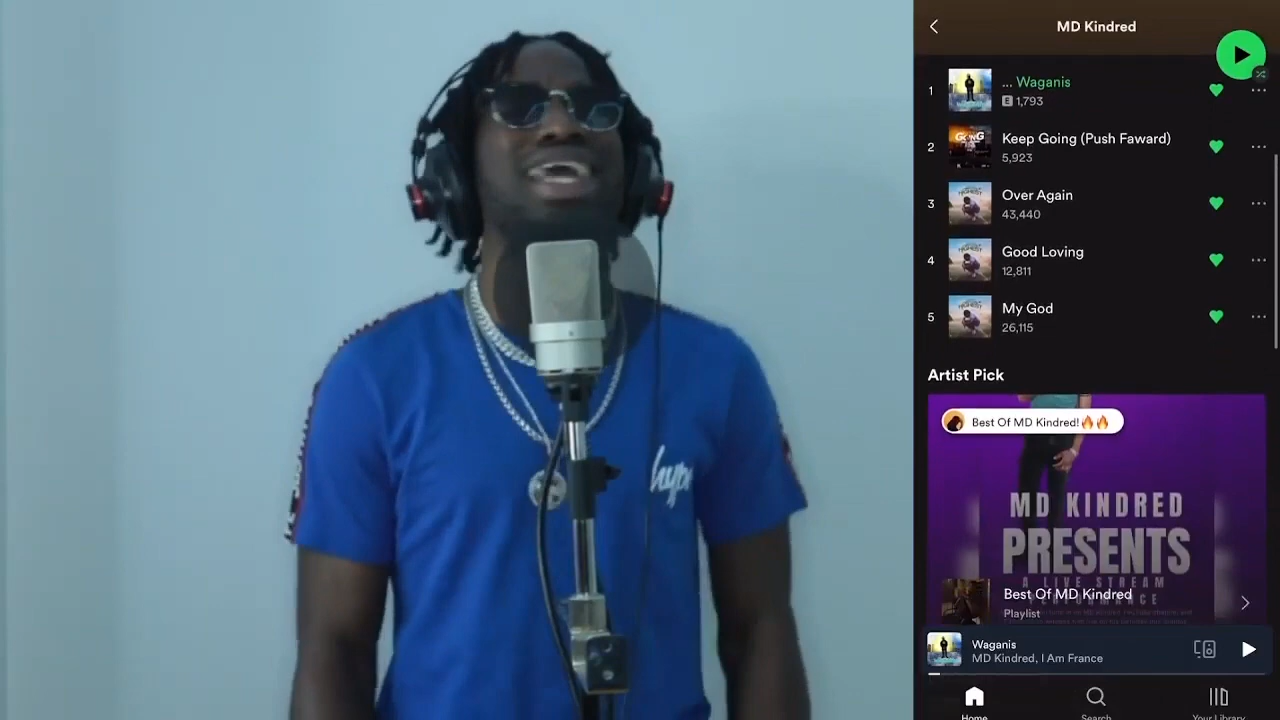 MD Kindred
1
... Waganis
E 1,793
2
Keep Going (Push Faward)
5,923
3
Over Again
43,440
4
Good Loving
12,811
5
My God
26,115
hype
Artist Pick
Best Of MD Kindred!🔥🔥
MD KINDRED
PRESENTS
A LIVE STREAM
PERFORMANCE
Best Of MD Kindred
Playlist
Waganis
MD Kindred, I Am France
Home
Search
Your Library